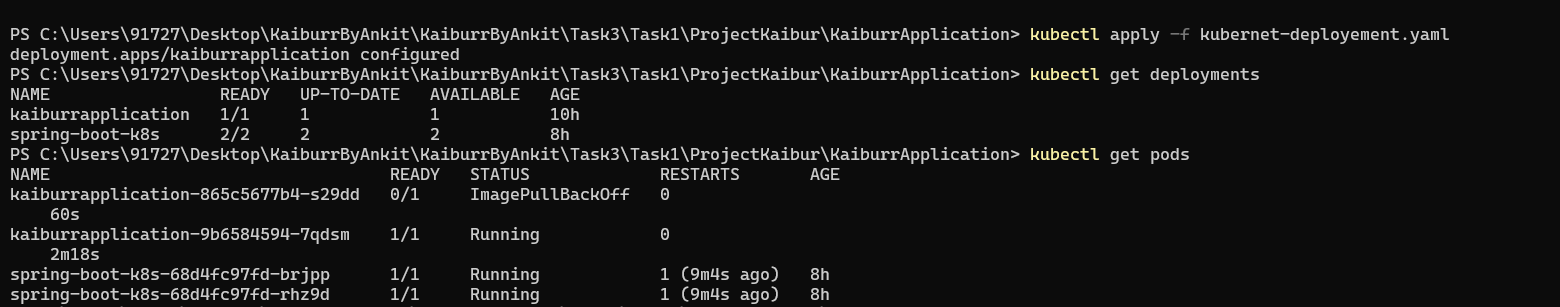 PS C:\Users\91727\Desktop\KaiburrByAnkit\KaiburrByAnkit\Task3\Task1\ProjectKaibur\KaiburrApplication> kubectl apply -f kubernet-deployement.yaml
deployment.apps/kaiburrapplication configured
PS C:\Users\91727\Desktop\KaiburrByAnkit\KaiburrByAnkit\Task3\Task1\ProjectKaibur\KaiburrApplication> kubectl get deployments
NAME                 READY   UP-TO-DATE   AVAILABLE   AGE
kaiburrapplication   1/1     1            1           10h
spring-boot-k8s      2/2     2            2           8h
PS C:\Users\91727\Desktop\KaiburrByAnkit\KaiburrByAnkit\Task3\Task1\ProjectKaibur\KaiburrApplication> kubectl get pods
NAME                                  READY   STATUS             RESTARTS       AGE
kaiburrapplication-865c5677b4-s29dd   0/1     ImagePullBackOff   0
    60s
kaiburrapplication-9b6584594-7qdsm    1/1     Running            0
    2m18s
spring-boot-k8s-68d4fc97fd-brjpp      1/1     Running            1 (9m4s ago)   8h
spring-boot-k8s-68d4fc97fd-rhz9d      1/1     Running            1 (9m4s ago)   8h